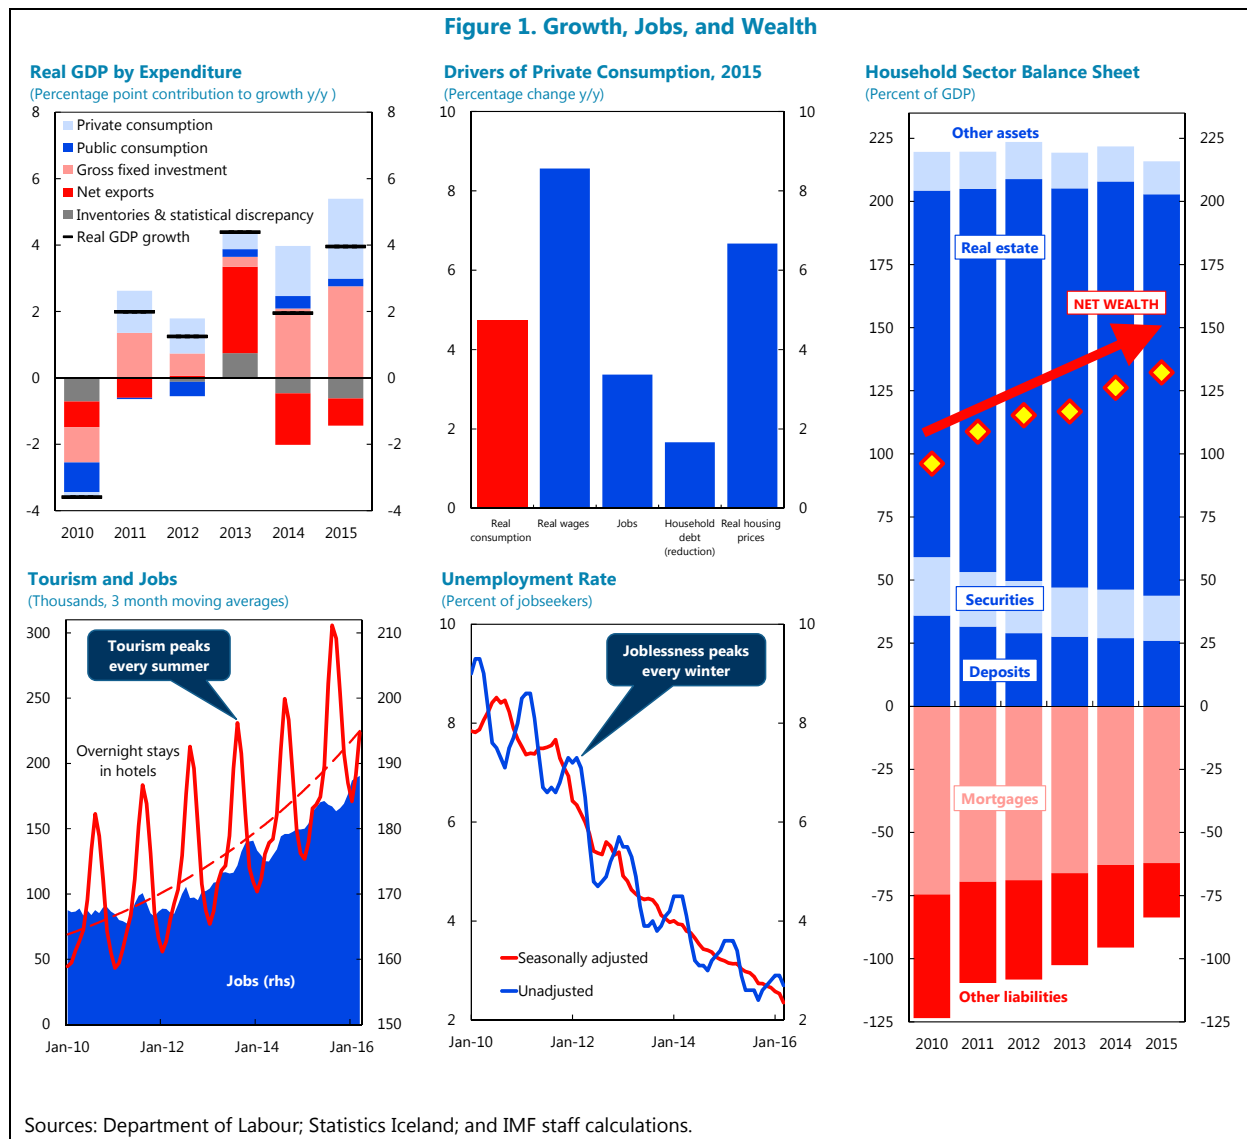 Figure 1. Growth, Jobs, and Wealth
Real GDP by Expenditure
(Percentage point contribution to growth y/y )
8
6
4
2
0
-2
-4
8
6
4
2
0
-2
-4
Private consumption
Public consumption
Gross fixed investment
Net exports
Inventories & statistical discrepancy
Real GDP growth
2010 2011 2012 2013 2014 2015
Drivers of Private Consumption, 2015
(Percentage change y/y)
10
8
6
4
2
0
10
8
6
4
2
0
Real
consumption
Real wages
Jobs
Household
debt
(reduction)
Real housing
prices
Household Sector Balance Sheet
(Percent of GDP)
225
200
175
150
125
100
75
50
25
0
-25
-50
-75
-100
-125
225
200
175
150
125
100
75
50
25
0
-25
-50
-75
-100
-125
Other assets
Real estate
NET WEALTH
Securities
Deposits
Mortgages
Other liabilities
2010 2011 2012 2013 2014 2015
Tourism and Jobs
(Thousands, 3 month moving averages)
300
250
200
150
100
50
0
210
200
190
180
170
160
150
Tourism peaks
every summer
Overnight stays
in hotels
Jobs (rhs)
Jan-10 Jan-12 Jan-14 Jan-16
Unemployment Rate
(Percent of jobseekers)
10
8
6
4
2
10
8
6
4
2
Joblessness peaks
every winter
Seasonally adjusted
Unadjusted
Jan-10 Jan-12 Jan-14 Jan-16
Sources: Department of Labour; Statistics Iceland; and IMF staff calculations.